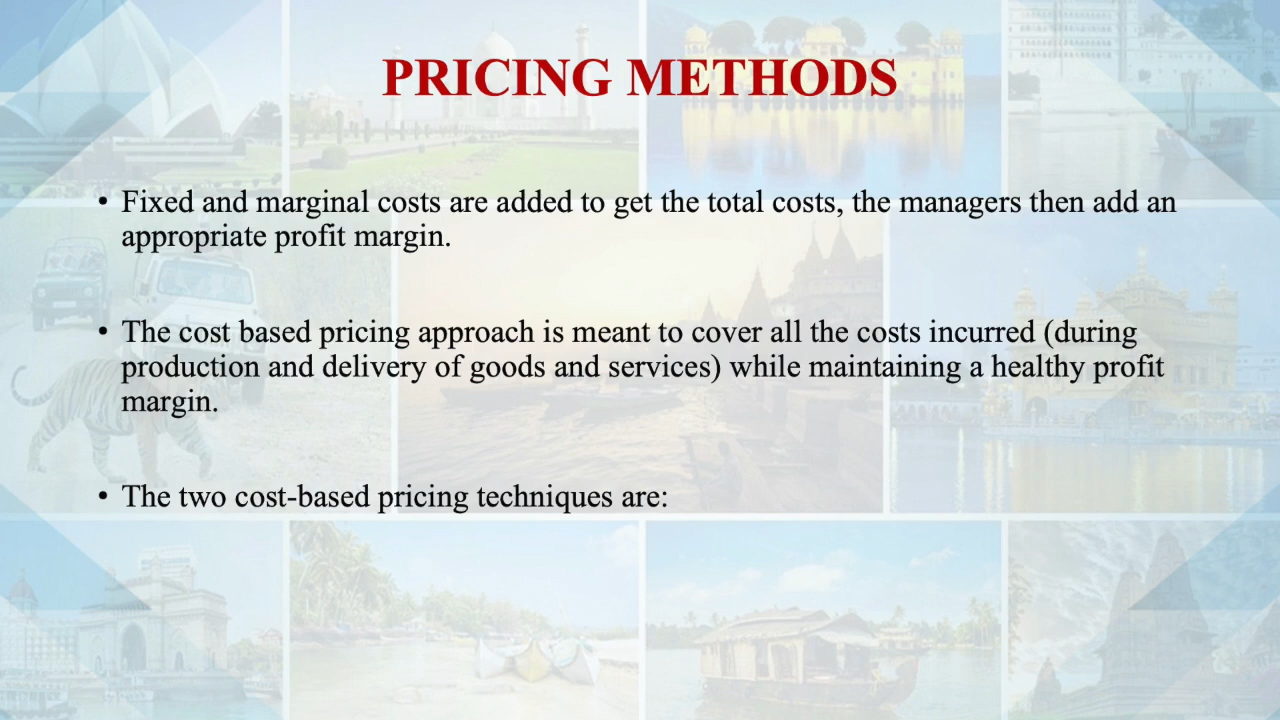 PRICING METHODS
• Fixed and marginal costs are added to get the total costs, the managers then add an
appropriate profit margin.
• The cost based pricing approach is meant to cover all the costs incurred (during
production and delivery of goods and services) while maintaining a healthy profit
margin.
• The two cost-based pricing techniques are: